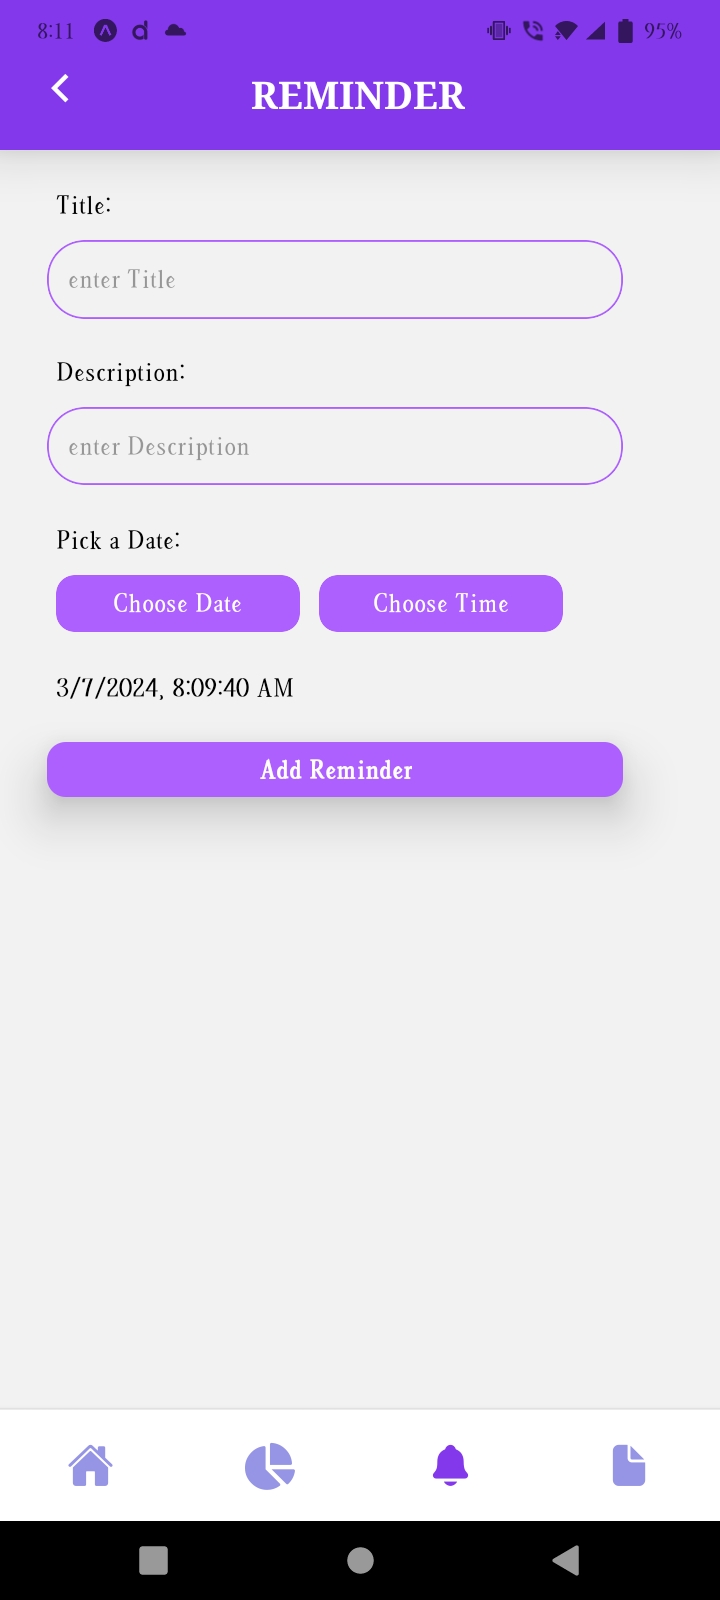 8:11 95%
REMINDER
Title:
enter Title
Description:
enter Description
Pick a Date:
Choose Date Choose Time
3/7/2024, 8:09:40 AM
Add Reminder